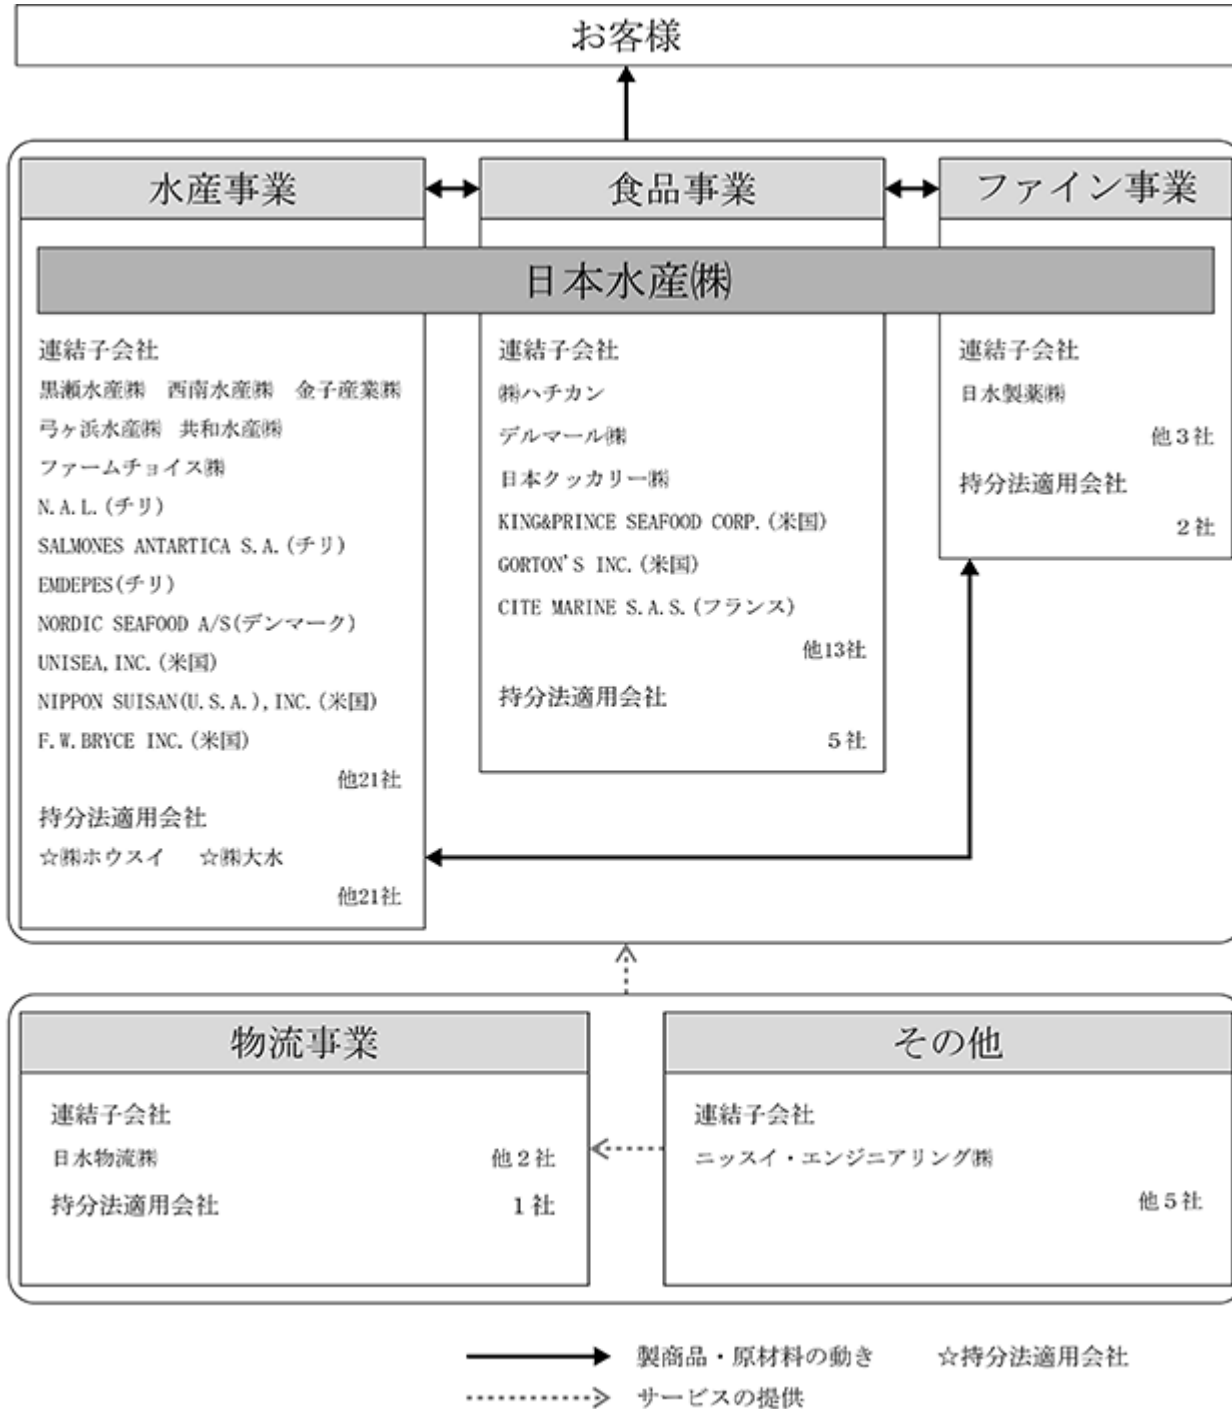 お客様
水産事業
食品事業
ファイン事業
日本水産㈱
連結子会社
黒瀬水産㈱　西南水産㈱　金子産業㈱
弓ヶ浜水産㈱　共和水産㈱
ファームチョイス㈱
N.A.L.(チリ)
SALMONES ANTARTICA S.A.(チリ)
EMDEPES(チリ)
NORDIC SEAFOOD A/S(デンマーク)
UNISEA,INC.(米国)
NIPPON SUISAN(U.S.A.),INC.(米国)
F.W.BRYCE INC.(米国)
他21社
持分法適用会社
☆㈱ホウスイ　☆㈱大水
他21社
連結子会社
㈱ハチカン
デルマール㈱
日本クッカリー㈱
KING&PRINCE SEAFOOD CORP.(米国)
GORTON'S INC.(米国)
CITE MARINE S.A.S.(フランス)
他13社
持分法適用会社
５社
連結子会社
日水製薬㈱
他３社
持分法適用会社
２社
物流事業
連結子会社
日水物流㈱　他２社
持分法適用会社　１社
その他
連結子会社
ニッスイ・エンジニアリング㈱
他５社
製商品・原材料の動き　☆持分法適用会社
サービスの提供